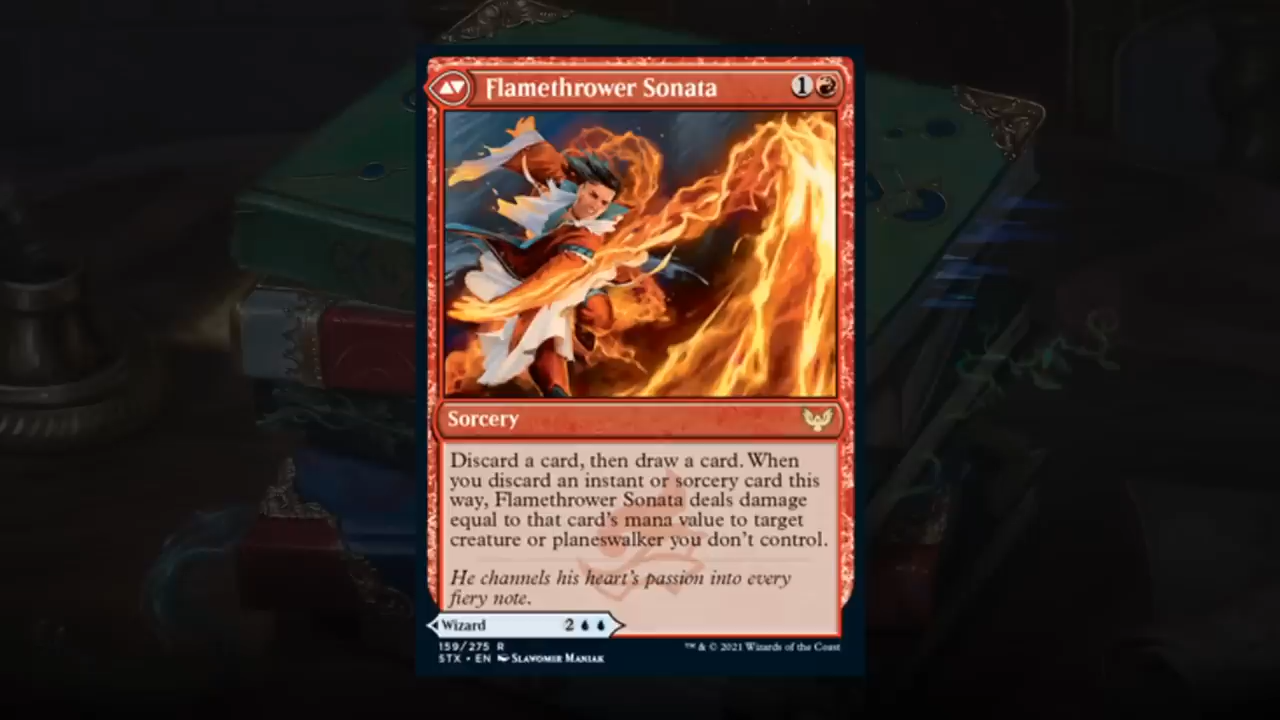 Flamethrower Sonata 1
Sorcery
Discard a card, then draw a card. When
you discard an instant or sorcery card this
way, Flamethrower Sonata deals damage
equal to that card's mana value to target
creature or planeswalker you don't control.
He channels his heart's passion into every
fiery note.
Wizard 2
159/275 R
STX • EN Slawomir Maniak
™ & © 2021 Wizards of the Coast